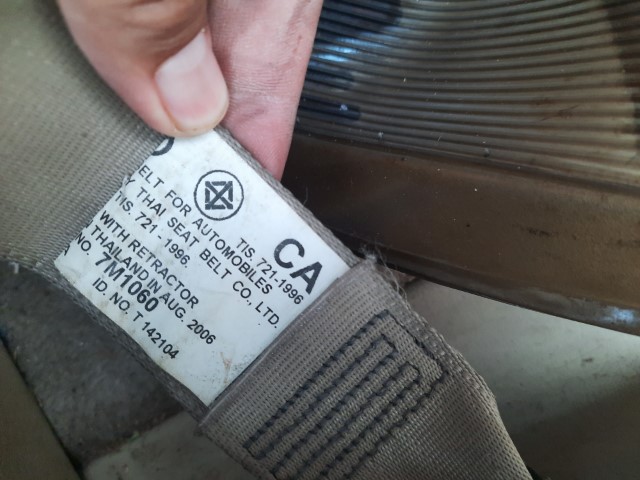 TIS. 721-1996
CA
FOR AUTOMOBILES
THAI SEAT BELT CO., LTD.
TIS. 721 - 1996.
WITH RETRACTOR
THAILAND IN AUG. 2006
NO. 7M1060
ID. NO. T 142104